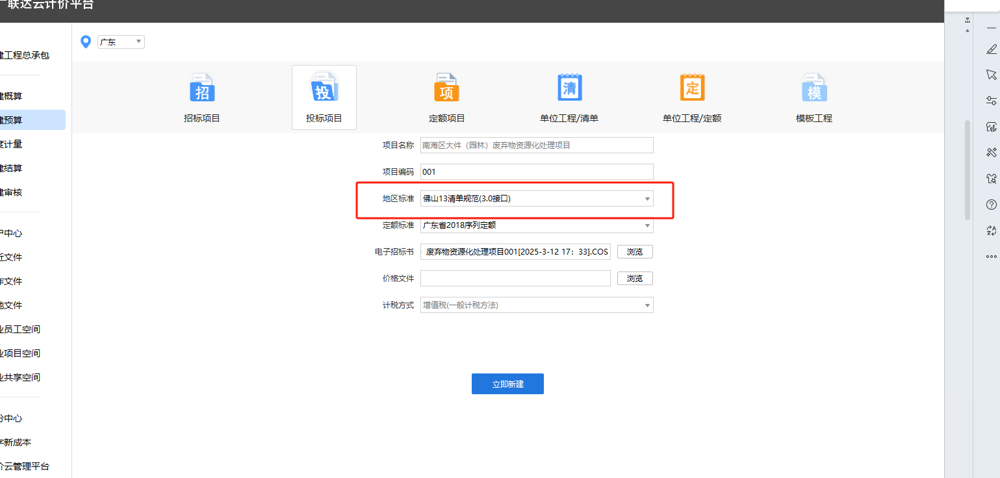 广联达云计价平台
广东
建工程总承包
建概算
建预算
度计量
建结算
建审核
户中心
近文件
作文件
地文件
业员工空间
业项目空间
业共享空间
分中心
字新成本
价云管理平台
招
投
项
清
定
模
招标项目
投标项目
定额项目
单位工程/清单
单位工程/定额
模板工程
项目名称 南海区大件（园林）废弃物资源化处理项目
项目编码 001
地区标准 佛山13清单规范(3.0接口)
定额标准 广东省2018序列定额
电子招标书 废弃物资源化处理项目001[2025-3-12 17：33].COS 浏览
价格文件 浏览
计税方式 增值税(一般计税方法)
立即新建